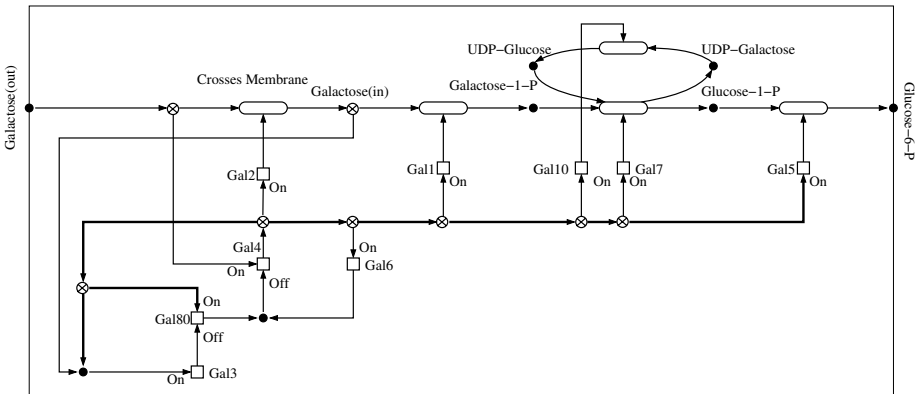 UDP−Glucose
UDP−Galactose
Crosses Membrane
Galactose(in)
Galactose−1−P
Glucose−1−P
Galactose(out)
Glucose−6−P
Gal2
On
Gal1
On
Gal10
On
Gal7
On
Gal5
On
Gal4
On
Off
On
Gal6
On
Gal80
Off
On
Gal3